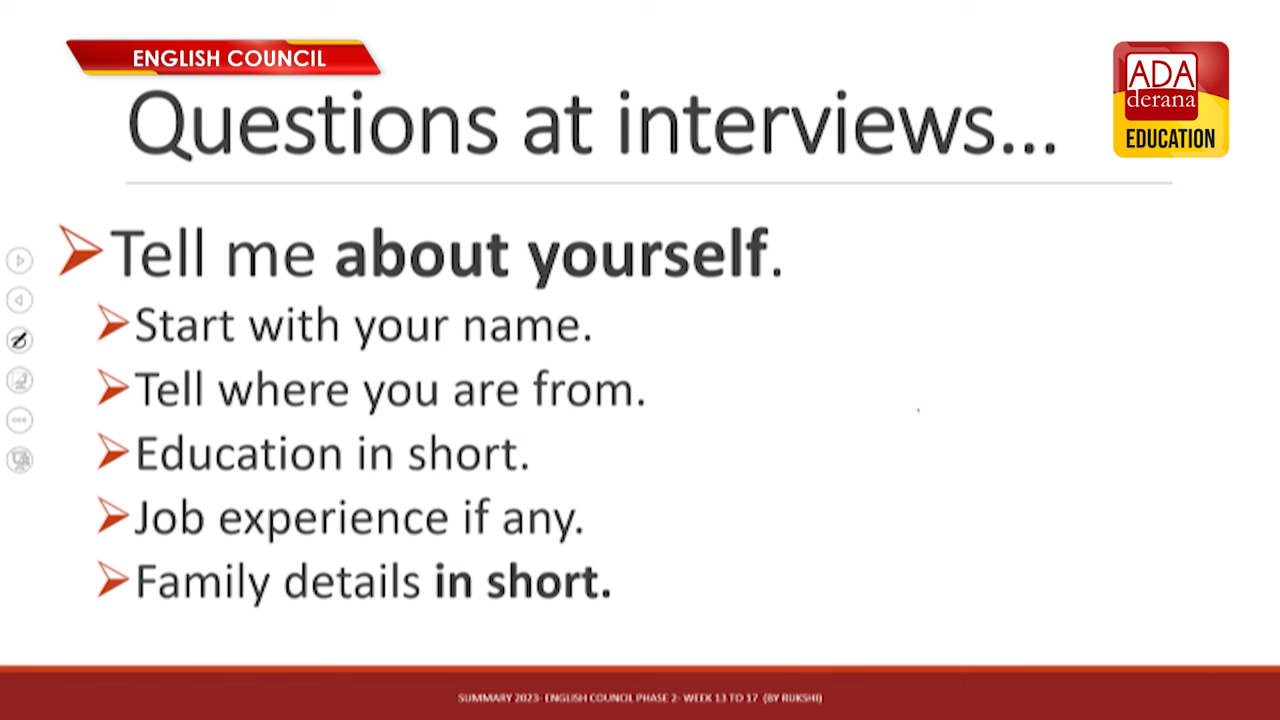 ENGLISH COUNCIL
ADA
derana
EDUCATION
Questions at interviews...
Tell me about yourself.
Start with your name.
Tell where you are from.
Education in short.
Job experience if any.
Family details in short.
SUMMARY 2023- ENGLISH COUNCIL PHASE 2- WEEK 13 TO 17 (BY RUKSHI)